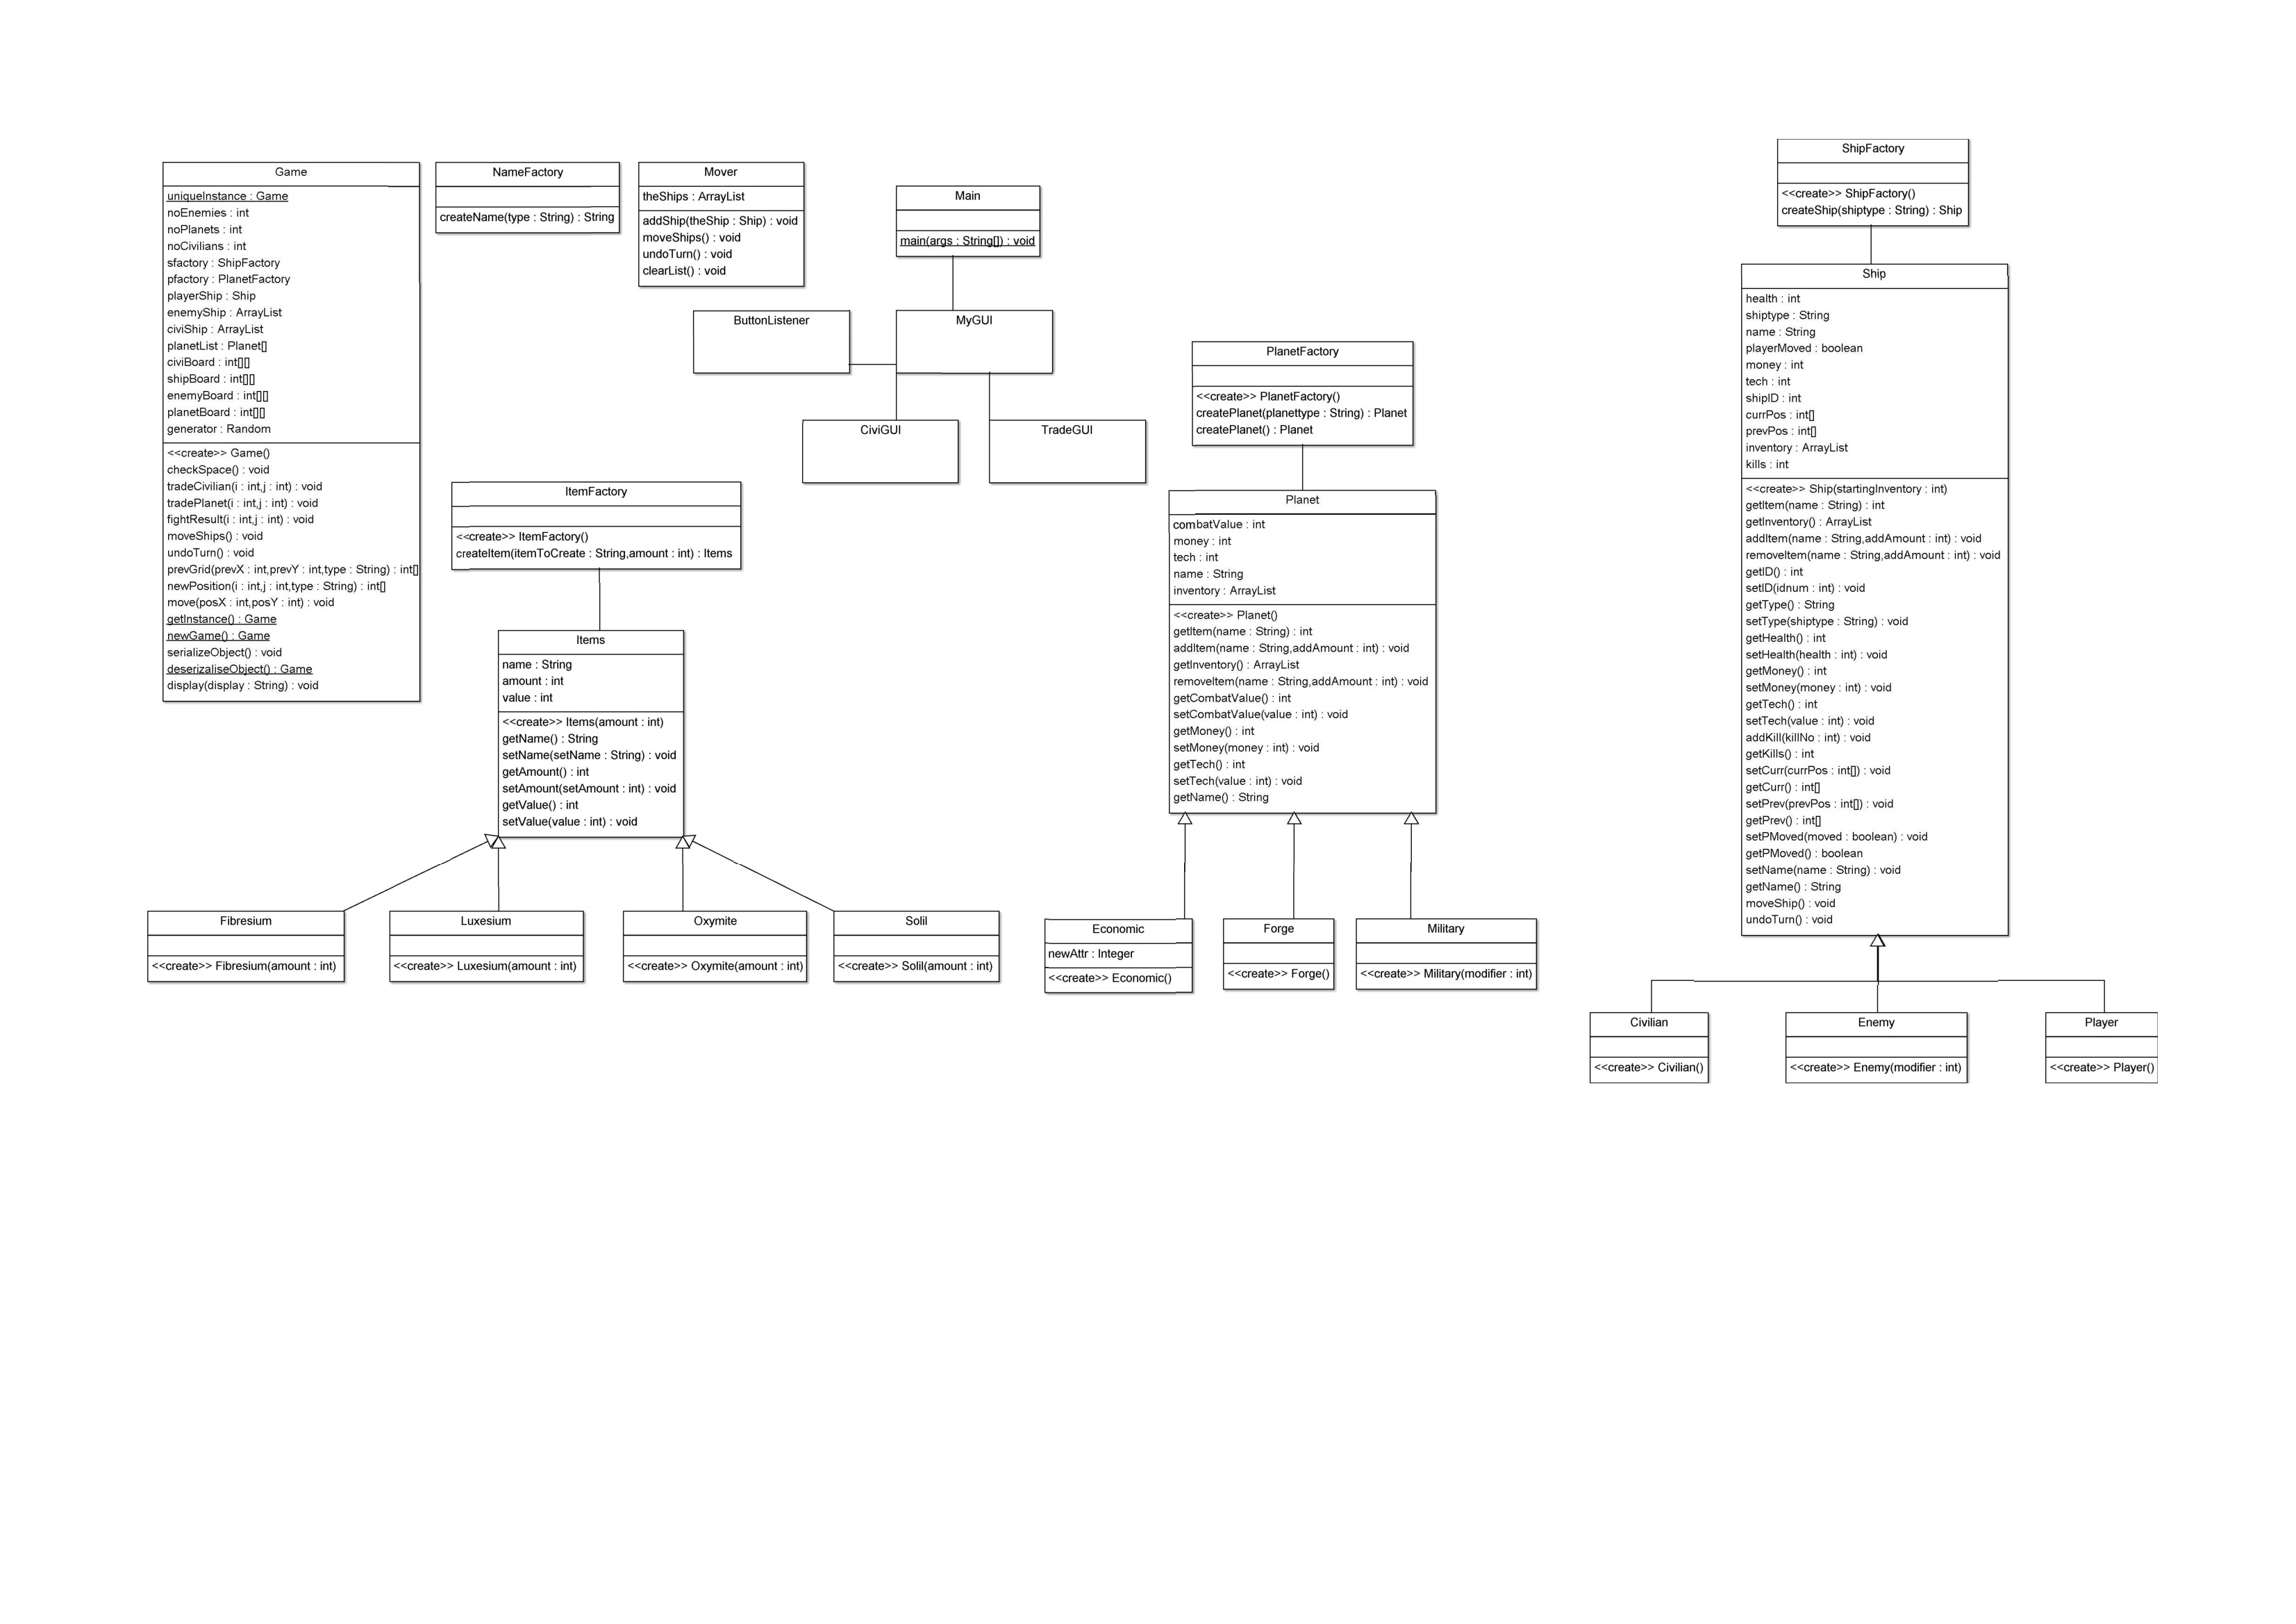 Game
uniqueInstance : Game
noEnemies : int
noPlanets : int
noCivilians : int
sfactory : ShipFactory
pfactory : PlanetFactory
playerShip : Ship
enemyShip : ArrayList
civiShip : ArrayList
planetList : Planet[]
civiBoard : int[][]
shipBoard : int[][]
enemyBoard : int[][]
planetBoard : int[][]
generator : Random
<<create>> Game()
checkSpace() : void
tradeCivilian(i : int,j : int) : void
tradePlanet(i : int,j : int) : void
fightResult(i : int,j : int) : void
moveShips() : void
undoTurn() : void
prevGrid(prevX : int,prevY : int,type : String) : int[]
newPosition(i : int,j : int,type : String) : int[]
move(posX : int,posY : int) : void
getInstance() : Game
newGame() : Game
serializeObject() : void
deserizaliseObject() : Game
display(display : String) : void
NameFactory
createName(type : String) : String
Mover
theShips : ArrayList
addShip(theShip : Ship) : void
moveShips() : void
undoTurn() : void
clearList() : void
Main
main(args : String[]) : void
ButtonListener
MyGUI
CiviGUI
TradeGUI
ItemFactory
<<create>> ItemFactory()
createItem(itemToCreate : String,amount : int) : Items
Items
name : String
amount : int
value : int
<<create>> Items(amount : int)
getName() : String
setName(setName : String) : void
getAmount() : int
setAmount(setAmount : int) : void
getValue() : int
setValue(value : int) : void
Fibresium
<<create>> Fibresium(amount : int)
Luxesium
<<create>> Luxesium(amount : int)
Oxymite
<<create>> Oxymite(amount : int)
Solil
<<create>> Solil(amount : int)
PlanetFactory
<<create>> PlanetFactory()
createPlanet(planettype : String) : Planet
createPlanet() : Planet
Planet
combatValue : int
money : int
tech : int
name : String
inventory : ArrayList
<<create>> Planet()
getItem(name : String) : int
addItem(name : String,addAmount : int) : void
getInventory() : ArrayList
removeItem(name : String,addAmount : int) : void
getCombatValue() : int
setCombatValue(value : int) : void
getMoney() : int
setMoney(money : int) : void
getTech() : int
setTech(value : int) : void
getName() : String
Economic
newAttr : Integer
<<create>> Economic()
Forge
<<create>> Forge()
Military
<<create>> Military(modifier : int)
ShipFactory
<<create>> ShipFactory()
createShip(shiptype : String) : Ship
Ship
health : int
shiptype : String
name : String
playerMoved : boolean
money : int
tech : int
shipID : int
currPos : int[]
prevPos : int[]
inventory : ArrayList
kills : int
<<create>> Ship(startingInventory : int)
getItem(name : String) : int
getInventory() : ArrayList
addItem(name : String,addAmount : int) : void
removeItem(name : String,addAmount : int) : void
getID() : int
setID(idnum : int) : void
getType() : String
setType(shiptype : String) : void
getHealth() : int
setHealth(health : int) : void
getMoney() : int
setMoney(money : int) : void
getTech() : int
setTech(value : int) : void
addKill(killNo : int) : void
getKills() : int
setCurr(currPos : int[]) : void
getCurr() : int[]
setPrev(prevPos : int[]) : void
getPrev() : int[]
setPMoved(moved : boolean) : void
getPMoved() : boolean
setName(name : String) : void
getName() : String
moveShip() : void
undoTurn() : void
Civilian
<<create>> Civilian()
Enemy
<<create>> Enemy(modifier : int)
Player
<<create>> Player()